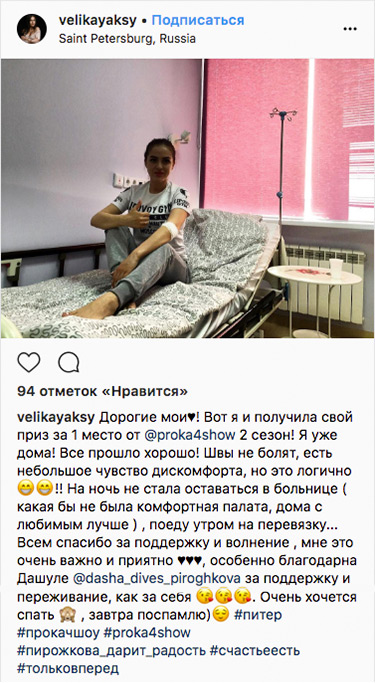 velikayaksy • Подписаться
Saint Petersburg, Russia
94 отметок «Нравится»
velikayaksy Дорогие мои♥! Вот я и получила свой
приз за 1 место от @proka4show 2 сезон! Я уже
дома! Все прошло хорошо! Швы не болят, есть
небольшое чувство дискомфорта, но это логично
😁😁!! На ночь не стала оставаться в больнице (
какая бы не была комфортная палата, дома с
любимым лучше ) , поеду утром на перевязку...
Всем спасибо за поддержку и волнение , мне это
очень важно и приятно ♥♥♥, особенно благодарна
Дашуле @dasha_dives_piroghkova за поддержку и
переживание, как за себя 😘😘😘. Очень хочется
спать 🙈 , завтра поспамлю)😌 #питер
#прокачшоу #proka4show
#пирожкова_дарит_радость #счастьеесть
#тольковперед